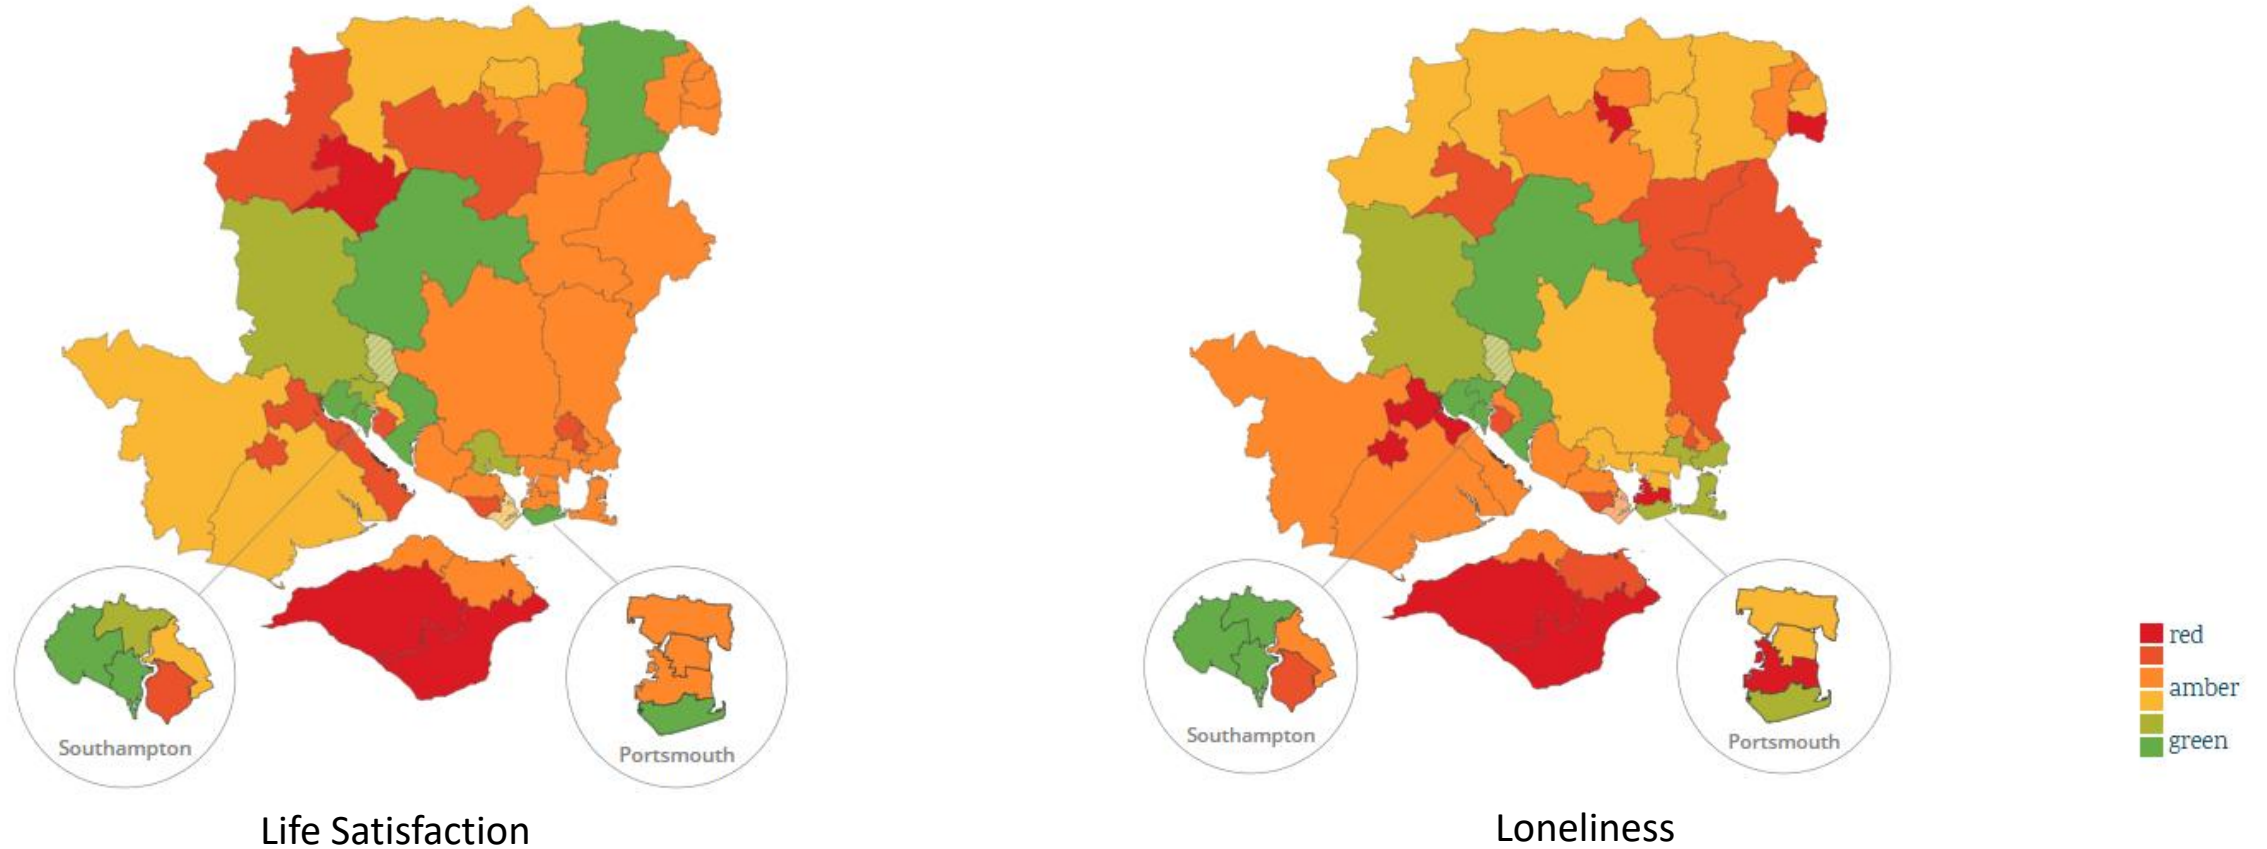 Southampton
Portsmouth
Life Satisfaction
Southampton
Portsmouth
Loneliness
red
amber
green